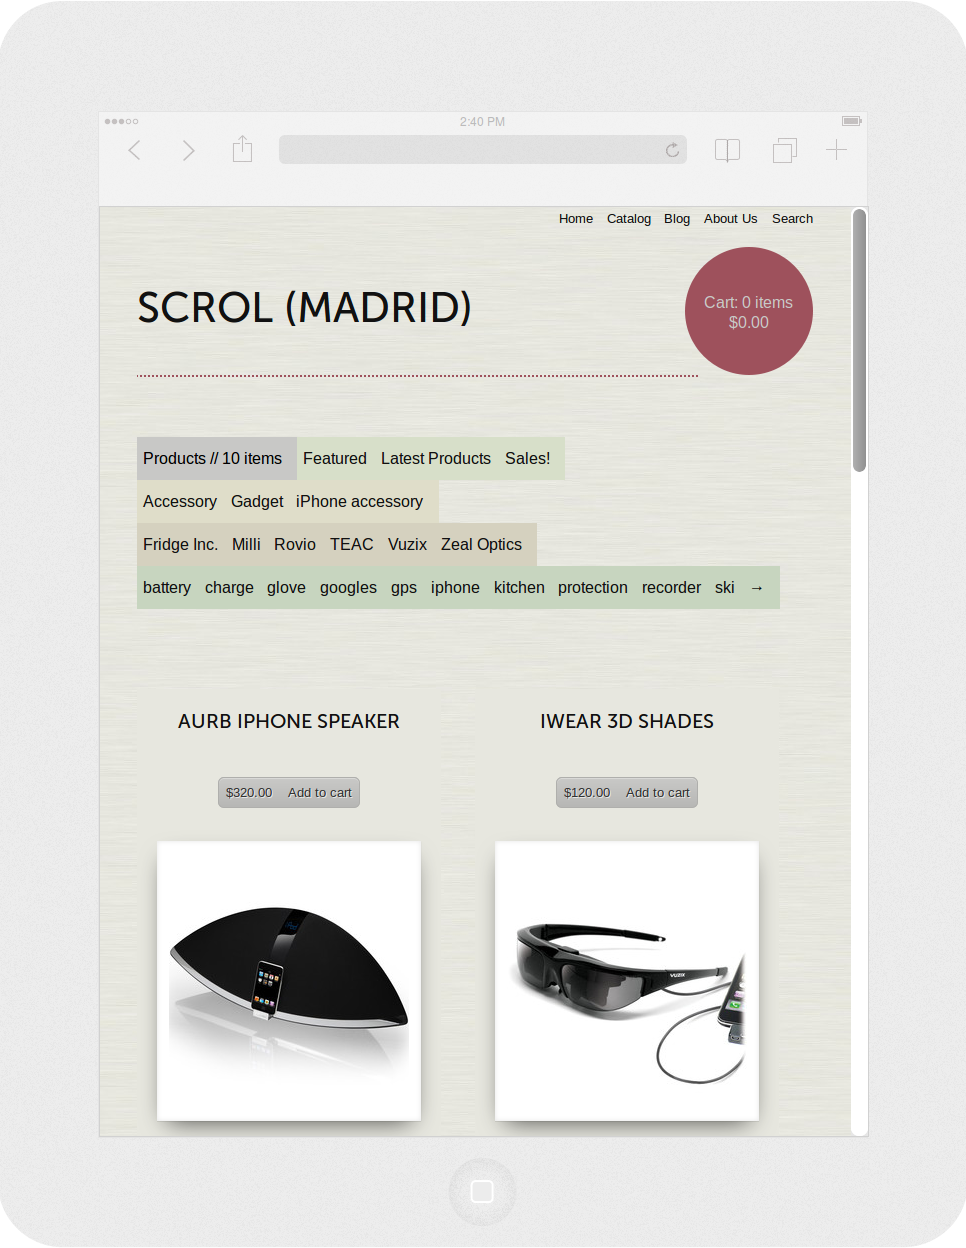 2:40 PM
Home Catalog Blog About Us Search
SCROL (MADRID)
Cart: 0 items
$0.00
Products // 10 items Featured Latest Products Sales!
Accessory Gadget iPhone accessory
Fridge Inc. Milli Rovio TEAC Vuzix Zeal Optics
battery charge glove googles gps iphone kitchen protection recorder ski →
AURB IPHONE SPEAKER IWEAR 3D SHADES
$320.00 Add to cart $120.00 Add to cart
VUZIX